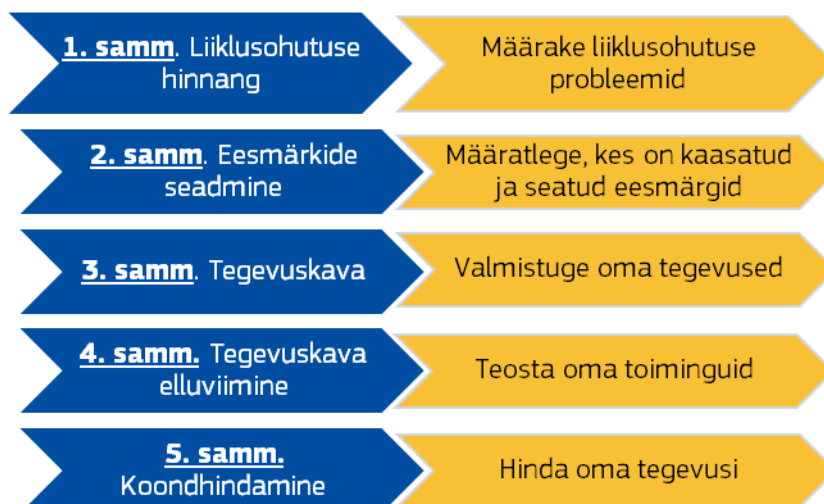 1. samm. Liiklusohutuse
hinnang
Määrake liiklusohutuse
probleemid
2. samm. Eesmärkide
seadmine
Määratlege, kes on kaasatud
ja seatud eesmärgid
3. samm. Tegevuskava
Valmistuge oma tegevused
4. samm. Tegevuskava
elluviimine
Teosta oma toiminguid
5. samm.
Koondhindamine
Hinda oma tegevusi